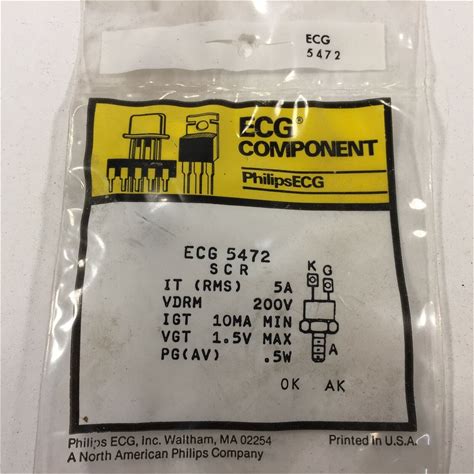 ECG
5472
ECG®
COMPONENT
PhilipsECG
ECG 5472
SCR
IT (RMS) 5A
VDRM 200V
IGT 10MA MIN
VGT 1.5V MAX
PG(AV) .5W
K G
A
OK AK
Philips ECG, Inc. Waltham, MA 02254
A North American Philips Company
Printed in U.S.A.